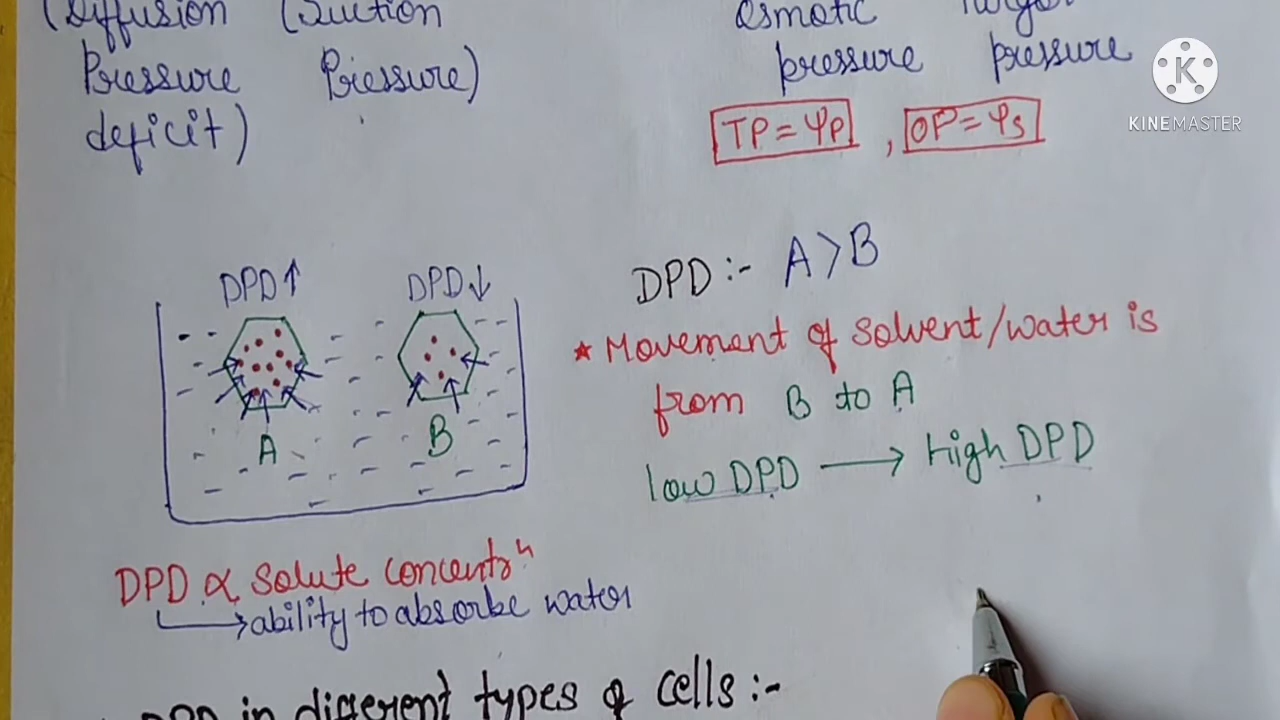 (Diffusion (Suction
Pressure Pressure)
deficit)
Osmotic Turgor
pressure pressure
TP = ψP , OP = ψs
KINEMASTER
DPD↑ DPD↓
A B
DPD :- A > B
* Movement of solvent/water is
from B to A
low DPD → high DPD
DPD ∝ solute concentrⁿ
→ ability to absorbe water
DPD in different types of cells :-